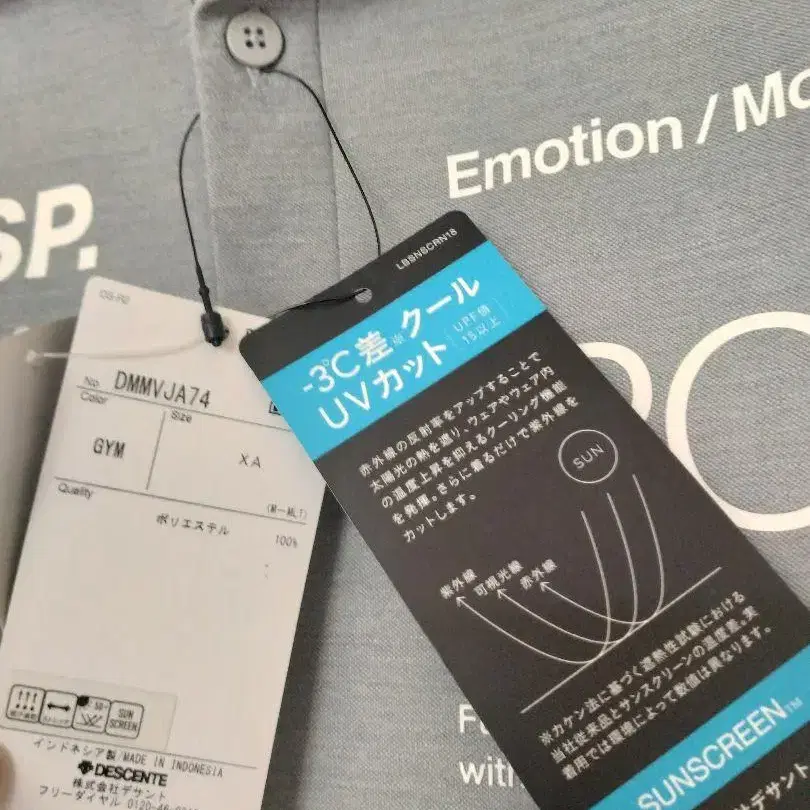 SP.
Emotion / Mo
LBSNSCRN18
-3℃差※クール
UVカット
UPF値
15以上
赤外線の反射率をアップすることで
太陽光の熱を遮り、ウェアやウェア内
の温度上昇を抑えるクーリング機能
を発揮。さらに着るだけで紫外線を
カットします。
SUN
紫外線
可視光線
赤外線
※カケン法に基づく遮熱性試験における
当社従来品とサンスクリーンの温度差。実
着用では環境によって数値は異なります。
SUNSCREEN™
デサント
No. DMMVJA74
Color
Size
GYM
XA
Quality
ポリエステル
100%
SUN
SCREEN
インドネシア製/MADE IN INDONESIA
DESCENTE
株式会社デサント
フリーダイヤル 0120-46-0
with